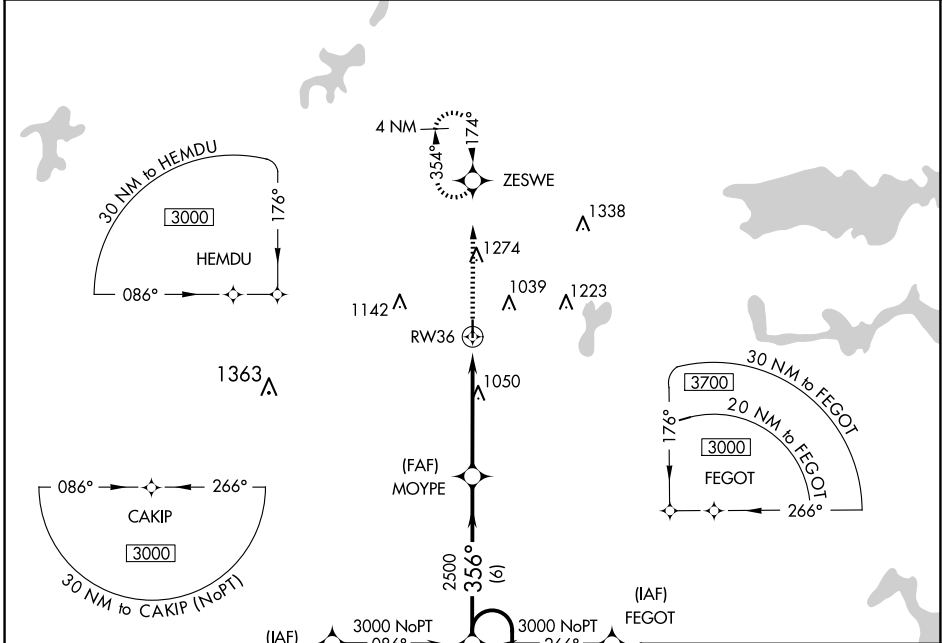 4 NM
174°
354°
ZESWE
30 NM to HEMDU
3000
176°
HEMDU
086°
1338
1274
1142
1039
1223
RW36
1363
1050
30 NM to FEGOT
3700
20 NM to FEGOT
176°
3000
FEGOT
266°
(FAF)
MOYPE
086°
266°
CAKIP
3000
30 NM to CAKIP (NoPT)
2500
356°
(6)
(IAF)
FEGOT
(IAF)
3000 NoPT
086°
3000 NoPT
266°